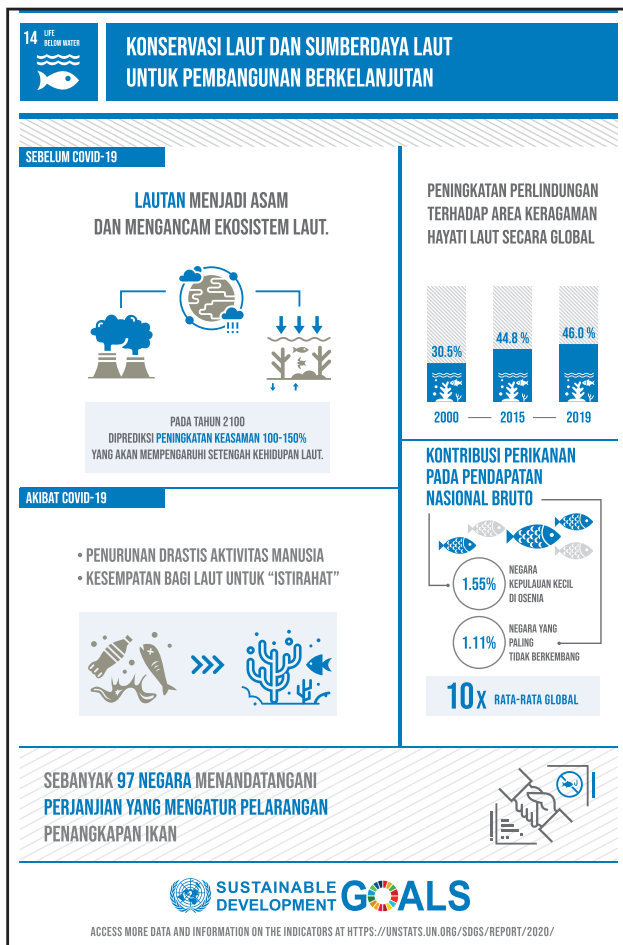 14 LIFE
BELOW WATER
KONSERVASI LAUT DAN SUMBERDAYA LAUT
UNTUK PEMBANGUNAN BERKELANJUTAN
SEBELUM COVID-19
LAUTAN MENJADI ASAM
DAN MENGANCAM EKOSISTEM LAUT.
PADA TAHUN 2100
DIPREDIKSI PENINGKATAN KEASAMAN 100-150%
YANG AKAN MEMPENGARUHI SETENGAH KEHIDUPAN LAUT.
PENINGKATAN PERLINDUNGAN
TERHADAP AREA KERAGAMAN
HAYATI LAUT SECARA GLOBAL
30.5%
44.8 %
46.0 %
2000
2015
2019
KONTRIBUSI PERIKANAN
PADA PENDAPATAN
NASIONAL BRUTO
1.55%
NEGARA
KEPULAUAN KECIL
DI OSENIA
1.11%
NEGARA YANG
PALING
TIDAK BERKEMBANG
10x RATA-RATA GLOBAL
AKIBAT COVID-19
• PENURUNAN DRASTIS AKTIVITAS MANUSIA
• KESEMPATAN BAGI LAUT UNTUK “ISTIRAHAT”
SEBANYAK 97 NEGARA MENANDATANGANI
PERJANJIAN YANG MENGATUR PELARANGAN
PENANGKAPAN IKAN
SUSTAINABLE
DEVELOPMENT
GOALS
ACCESS MORE DATA AND INFORMATION ON THE INDICATORS AT HTTPS://UNSTATS.UN.ORG/SDGS/REPORT/2020/